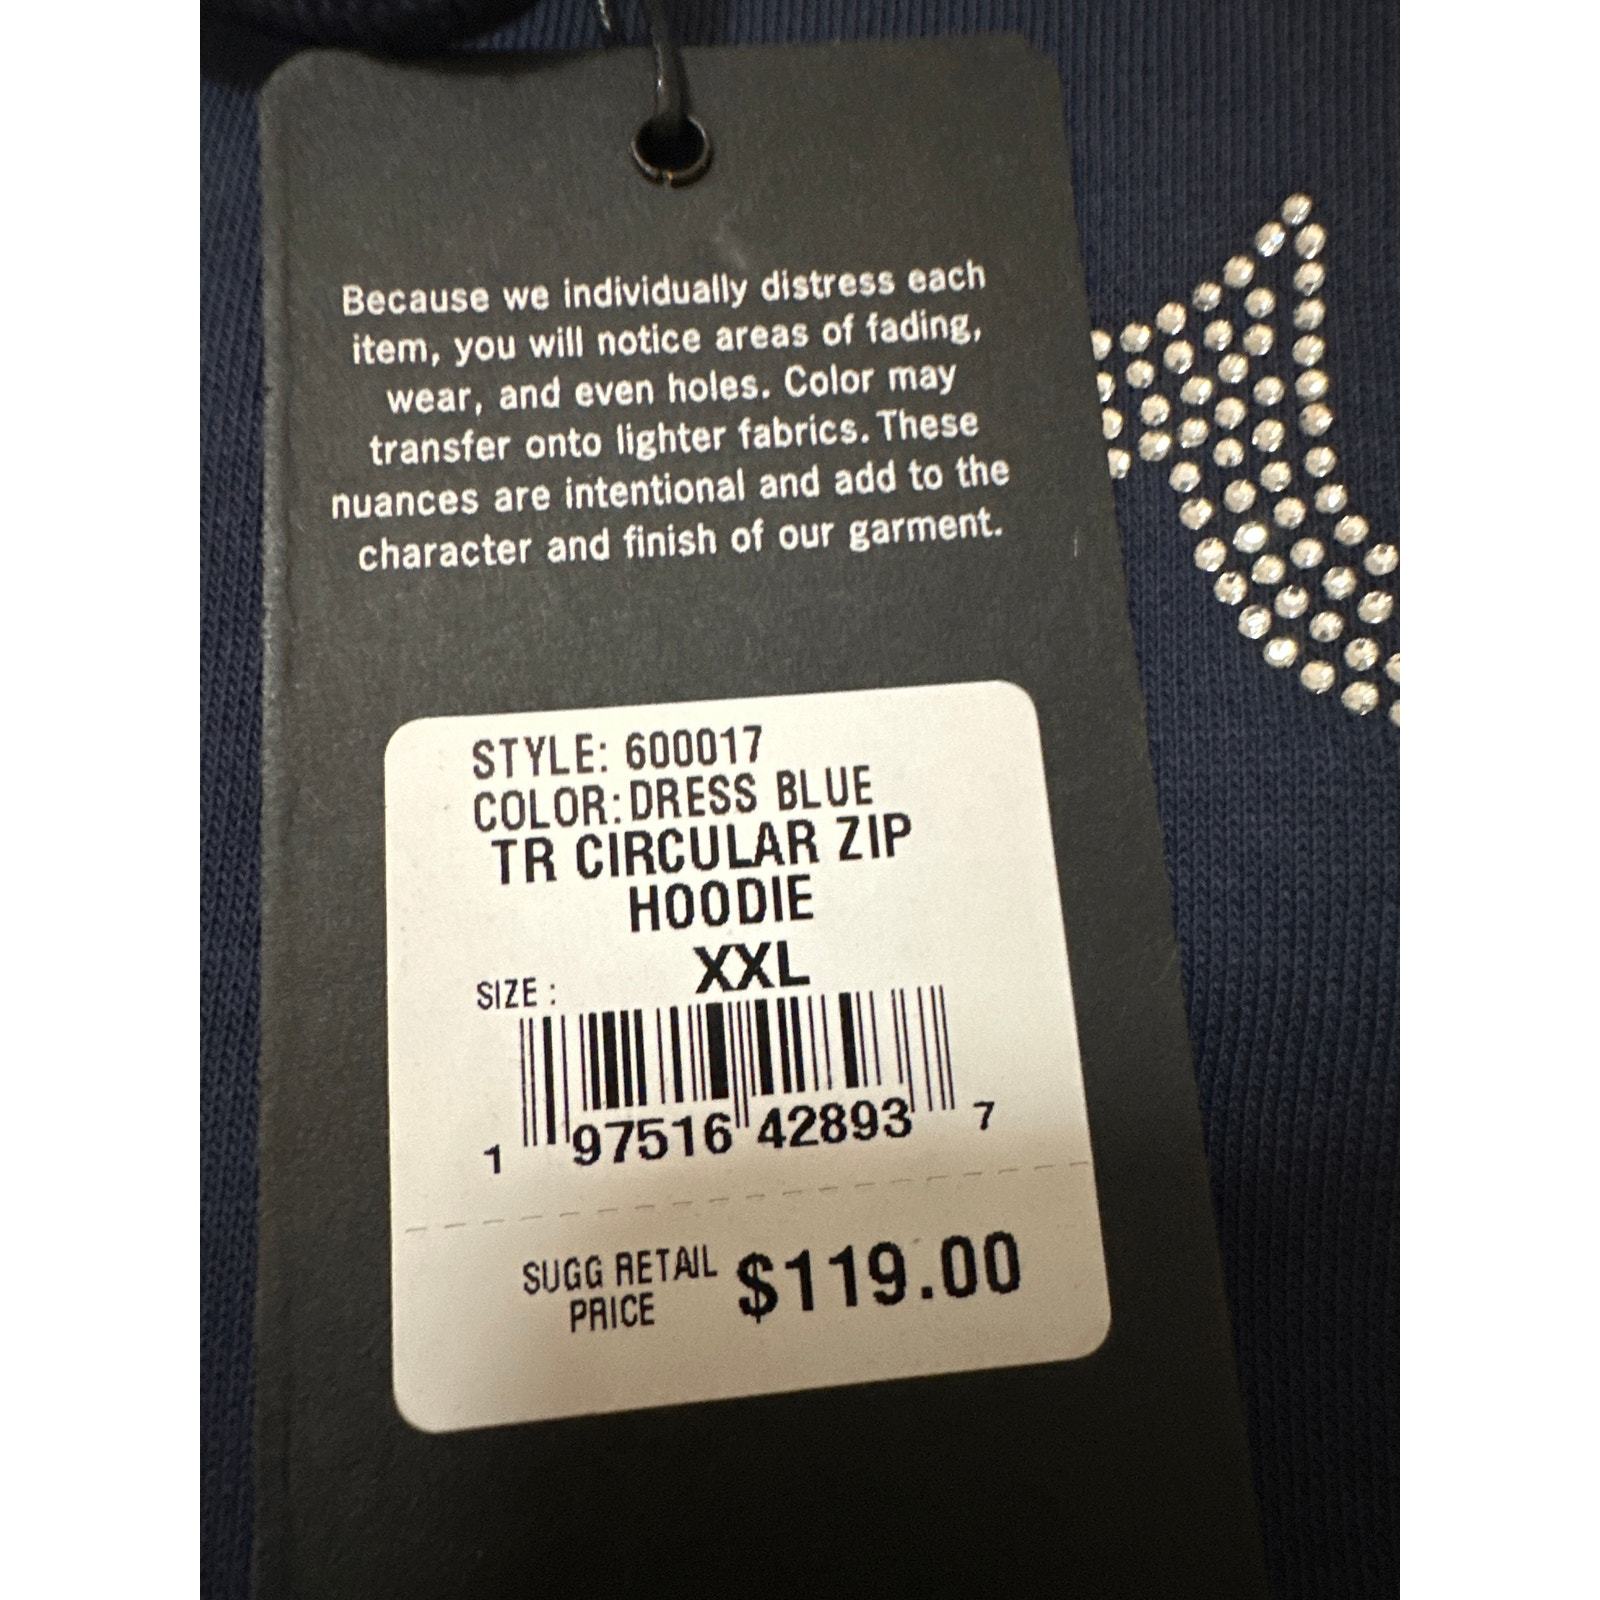 Because we individually distress each
item, you will notice areas of fading,
wear, and even holes. Color may
transfer onto lighter fabrics. These
nuances are intentional and add to the
character and finish of our garment.
STYLE: 600017
COLOR:DRESS BLUE
TR CIRCULAR ZIP
HOODIE
SIZE : XXL
1 97516 42893 7
SUGG RETAIL PRICE $119.00